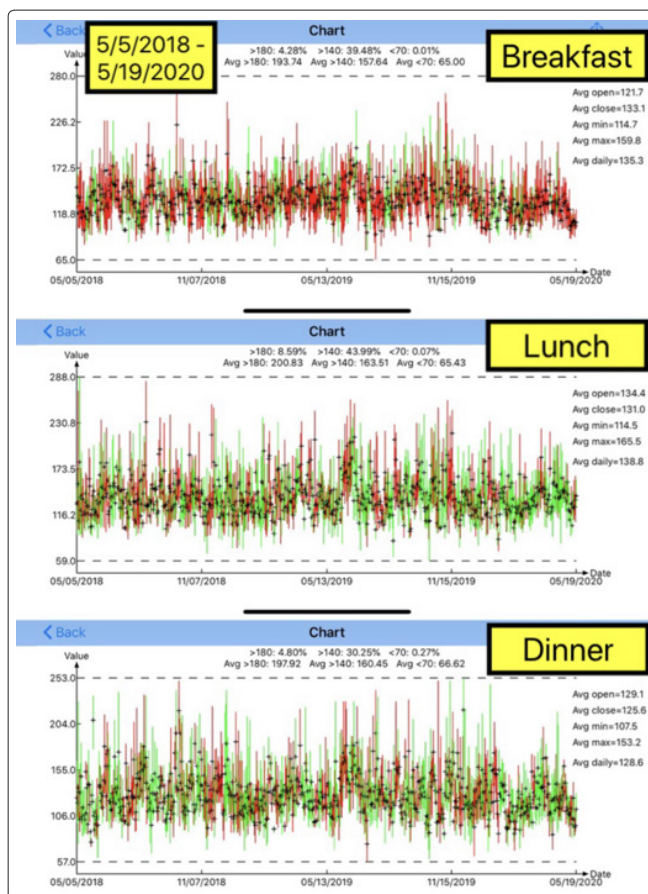 Back
Chart
5/5/2018 -
5/19/2020
Breakfast
Value
>180: 4.28% >140: 39.48% <70: 0.01%
Avg >180: 193.74 Avg >140: 157.64 Avg <70: 65.00
280.0
226.2
172.5
118.8
65.0
Avg open=121.7
Avg close=133.1
Avg min=114.7
Avg max=159.8
Avg daily=135.3
Date
05/05/2018 11/07/2018 05/13/2019 11/15/2019 05/19/2020
Back
Chart
Lunch
Value
>180: 8.59% >140: 43.99% <70: 0.07%
Avg >180: 200.83 Avg >140: 163.51 Avg <70: 65.43
288.0
230.8
173.5
116.2
59.0
Avg open=134.4
Avg close=131.0
Avg min=114.5
Avg max=165.5
Avg daily=138.8
Date
05/05/2018 11/07/2018 05/13/2019 11/15/2019 05/19/2020
Back
Chart
Dinner
Value
>180: 4.80% >140: 30.25% <70: 0.27%
Avg >180: 197.92 Avg >140: 160.45 Avg <70: 66.62
253.0
204.0
155.0
106.0
57.0
Avg open=129.1
Avg close=125.6
Avg min=107.5
Avg max=153.2
Avg daily=128.6
Date
05/05/2018 11/07/2018 05/13/2019 11/15/2019 05/19/2020